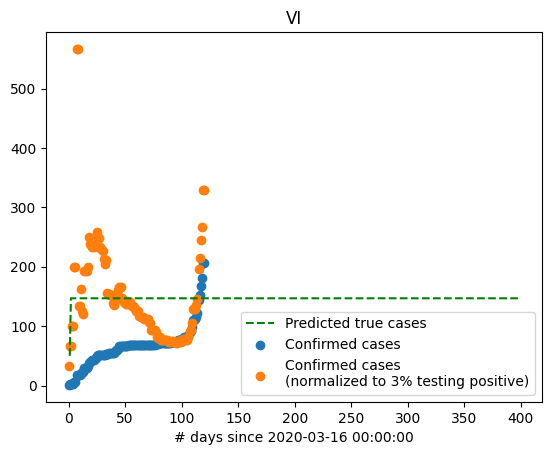 VI
500
400
300
200
100
0
0
50
100
150
200
250
300
350
400
# days since 2020-03-16 00:00:00
Predicted true cases
Confirmed cases
Confirmed cases
(normalized to 3% testing positive)